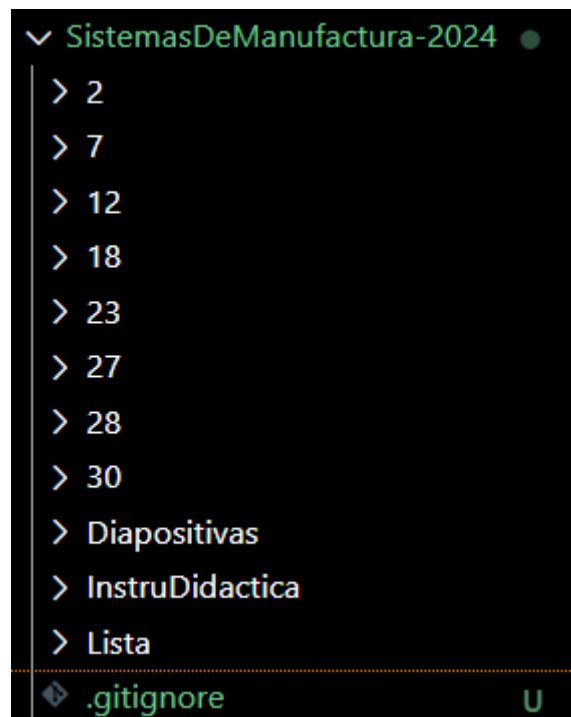 SistemasDeManufactura-2024
2
7
12
18
23
27
28
30
Diapositivas
InstruDidactica
Lista
.gitignore U